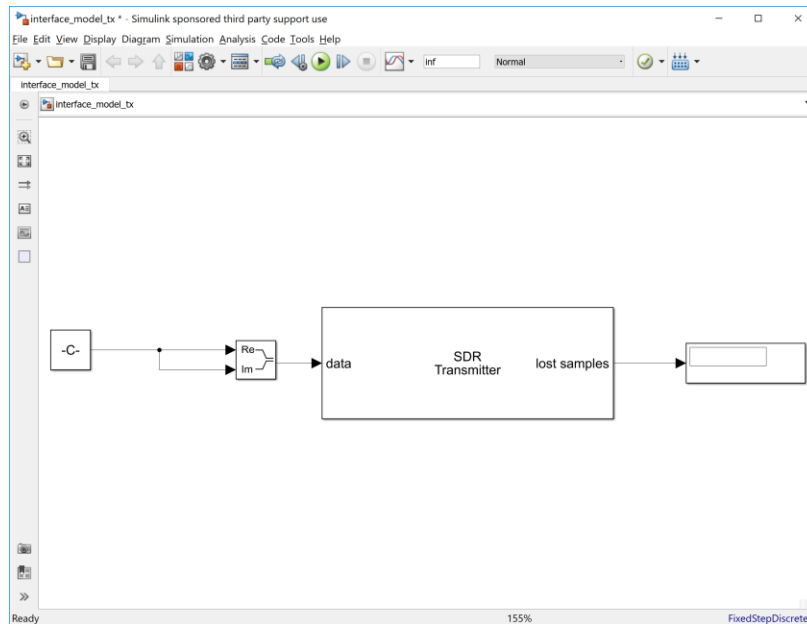 interface_model_tx * - Simulink sponsored third party support use
File Edit View Display Diagram Simulation Analysis Code Tools Help
inf Normal
interface_model_tx
interface_model_tx
-C-
Re
Im
data
SDR
Transmitter
lost samples
Ready 155% FixedStepDiscrete